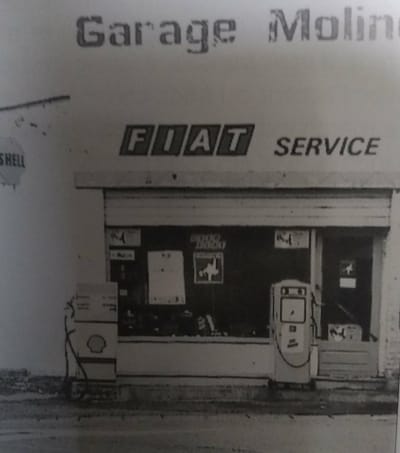 Garage Molin
FIAT SERVICE
SHELL